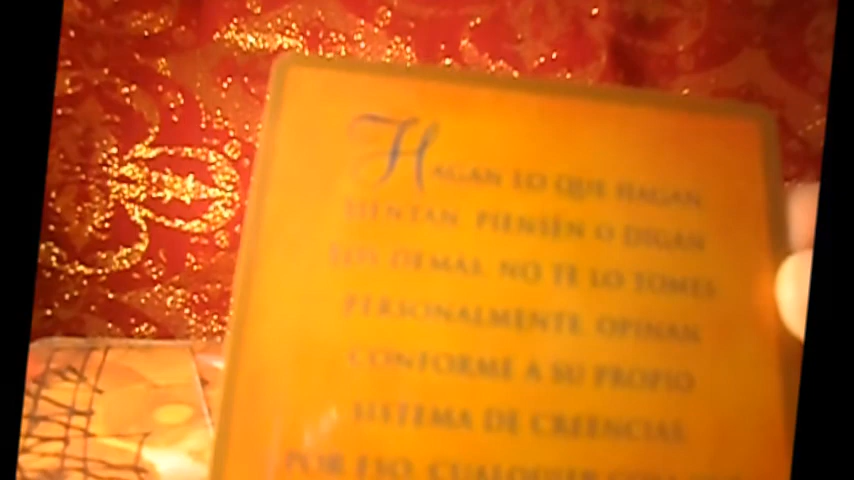 HAGAN LO QUE HAGAN
SIENTAN PIENSEN O DIGAN
LOS DEMAS. NO TE LO TOMES
PERSONALMENTE. OPINAN
CONFORME A SU PROPIO
SISTEMA DE CREENCIAS.
POR ESO, CUALQUIER